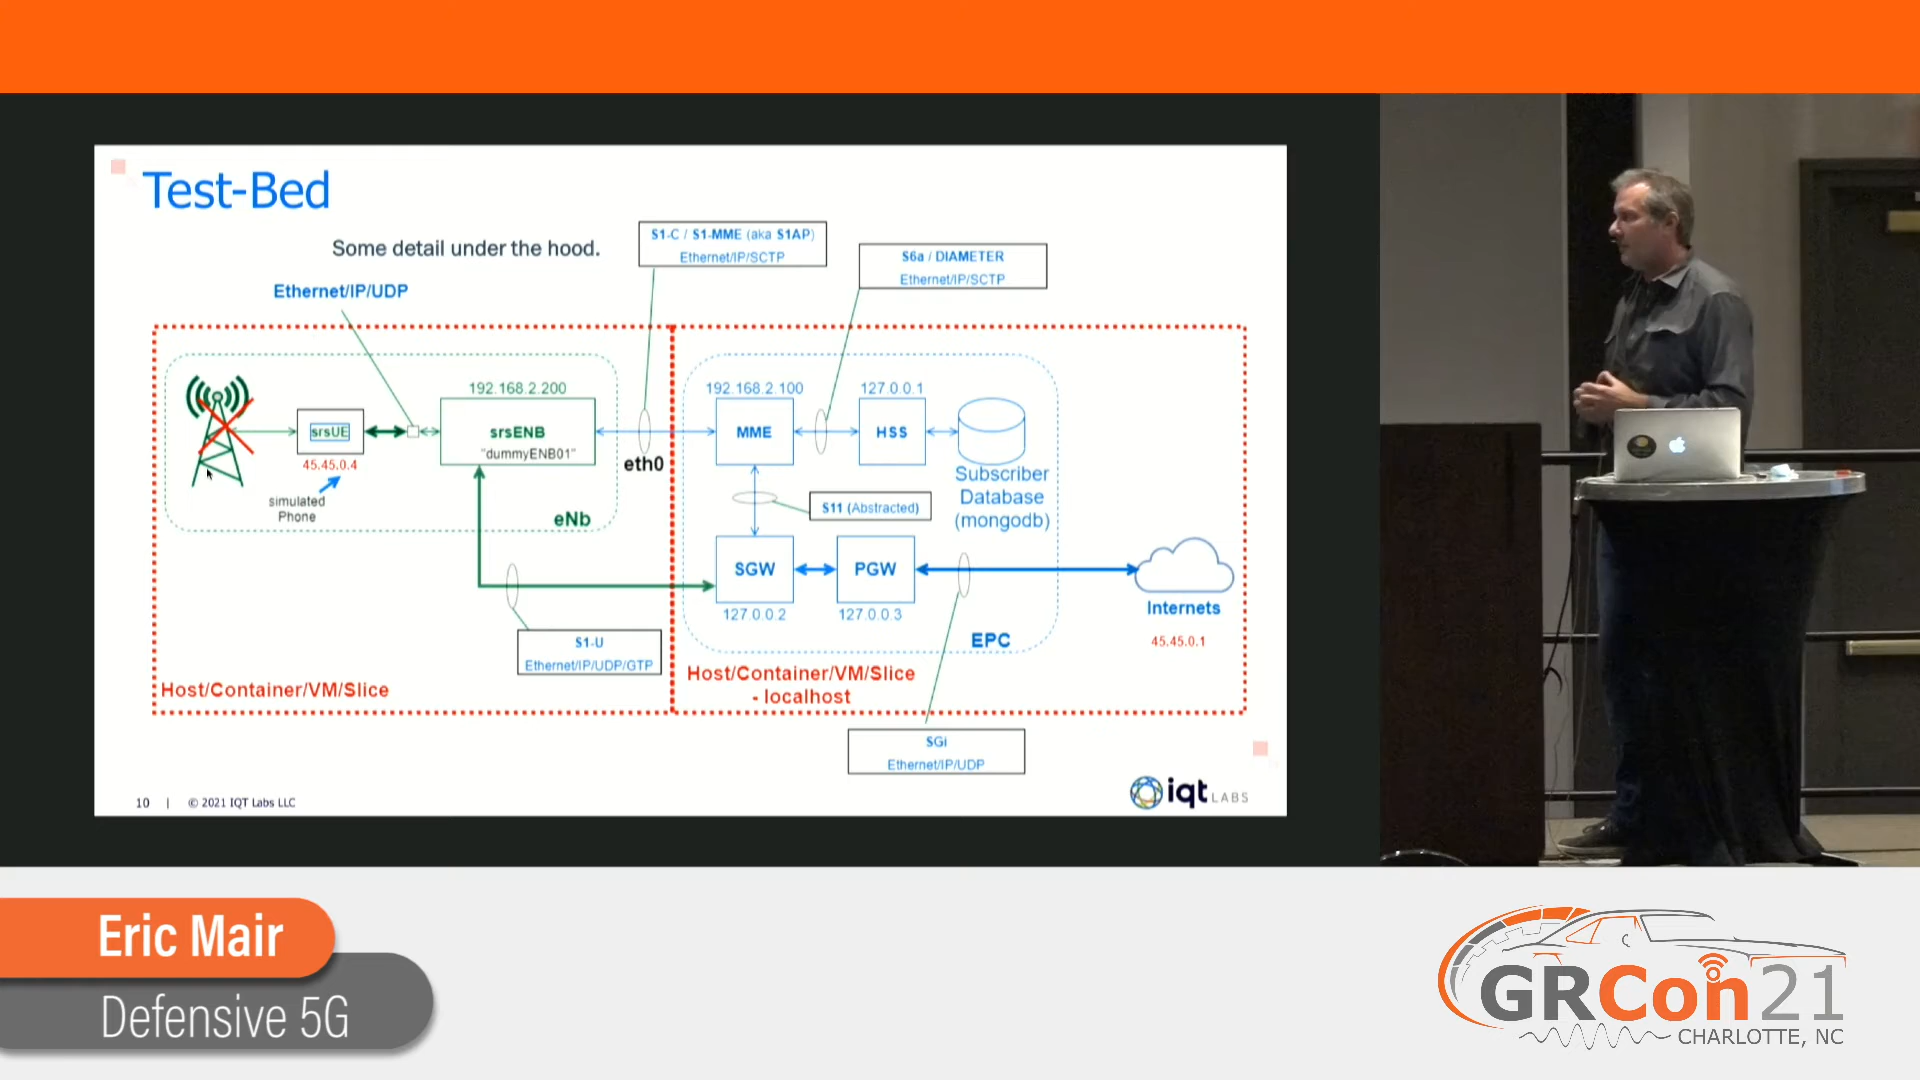 Test-Bed
Some detail under the hood.
Ethernet/IP/UDP
S1-C / S1-MME (aka S1AP)
Ethernet/IP/SCTP
S6a / DIAMETER
Ethernet/IP/SCTP
192.168.2.200
srsENB
"dummyENB01"
srsUE
45.45.0.4
simulated
Phone
eNb
eth0
192.168.2.100
MME
127.0.0.1
HSS
Subscriber
Database
(mongodb)
S11 (Abstracted)
SGW
127.0.0.2
PGW
127.0.0.3
EPC
Internets
45.45.0.1
S1-U
Ethernet/IP/UDP/GTP
Host/Container/VM/Slice
Host/Container/VM/Slice
- localhost
SGi
Ethernet/IP/UDP
10 | © 2021 IQT Labs LLC
iqt LABS
Eric Mair
Defensive 5G
GRCon21
CHARLOTTE, NC